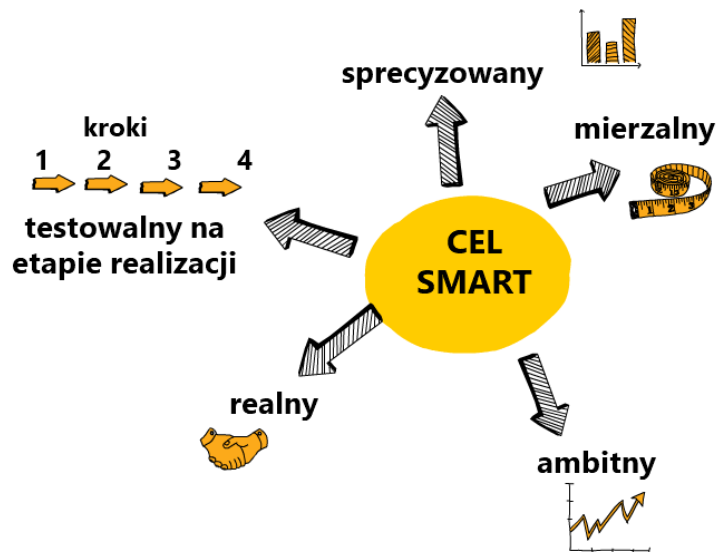 sprecyzowany
mierzalny
kroki
1 2 3 4
testowalny na
etapie realizacji
CEL
SMART
realny
ambitny